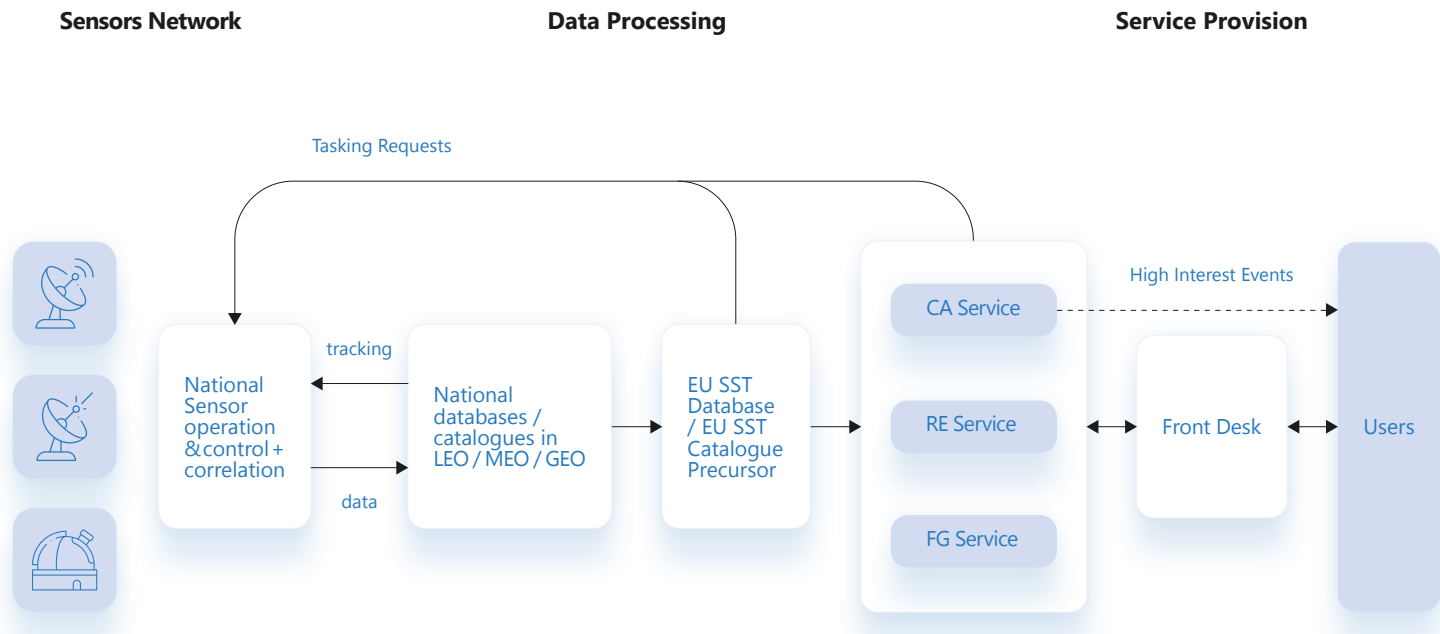 Sensors Network
Data Processing
Service Provision
Tasking Requests
High Interest Events
tracking
data
National
Sensor
operation
&control+
correlation
National
databases /
catalogues in
LEO / MEO / GEO
EU SST
Database
/ EU SST
Catalogue
Precursor
CA Service
RE Service
FG Service
Front Desk
Users